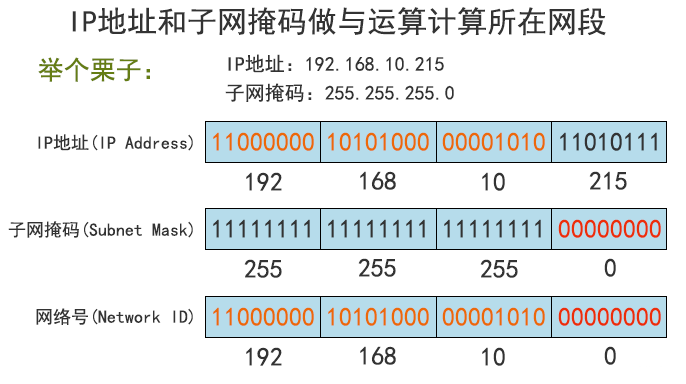 IP地址和子网掩码做与运算计算所在网段
举个栗子：
IP地址：192.168.10.215
子网掩码：255.255.255.0
IP地址(IP Address) 11000000 10101000 00001010 11010111
192 168 10 215
子网掩码(Subnet Mask) 11111111 11111111 11111111 00000000
255 255 255 0
网络号(Network ID) 11000000 10101000 00001010 00000000
192 168 10 0